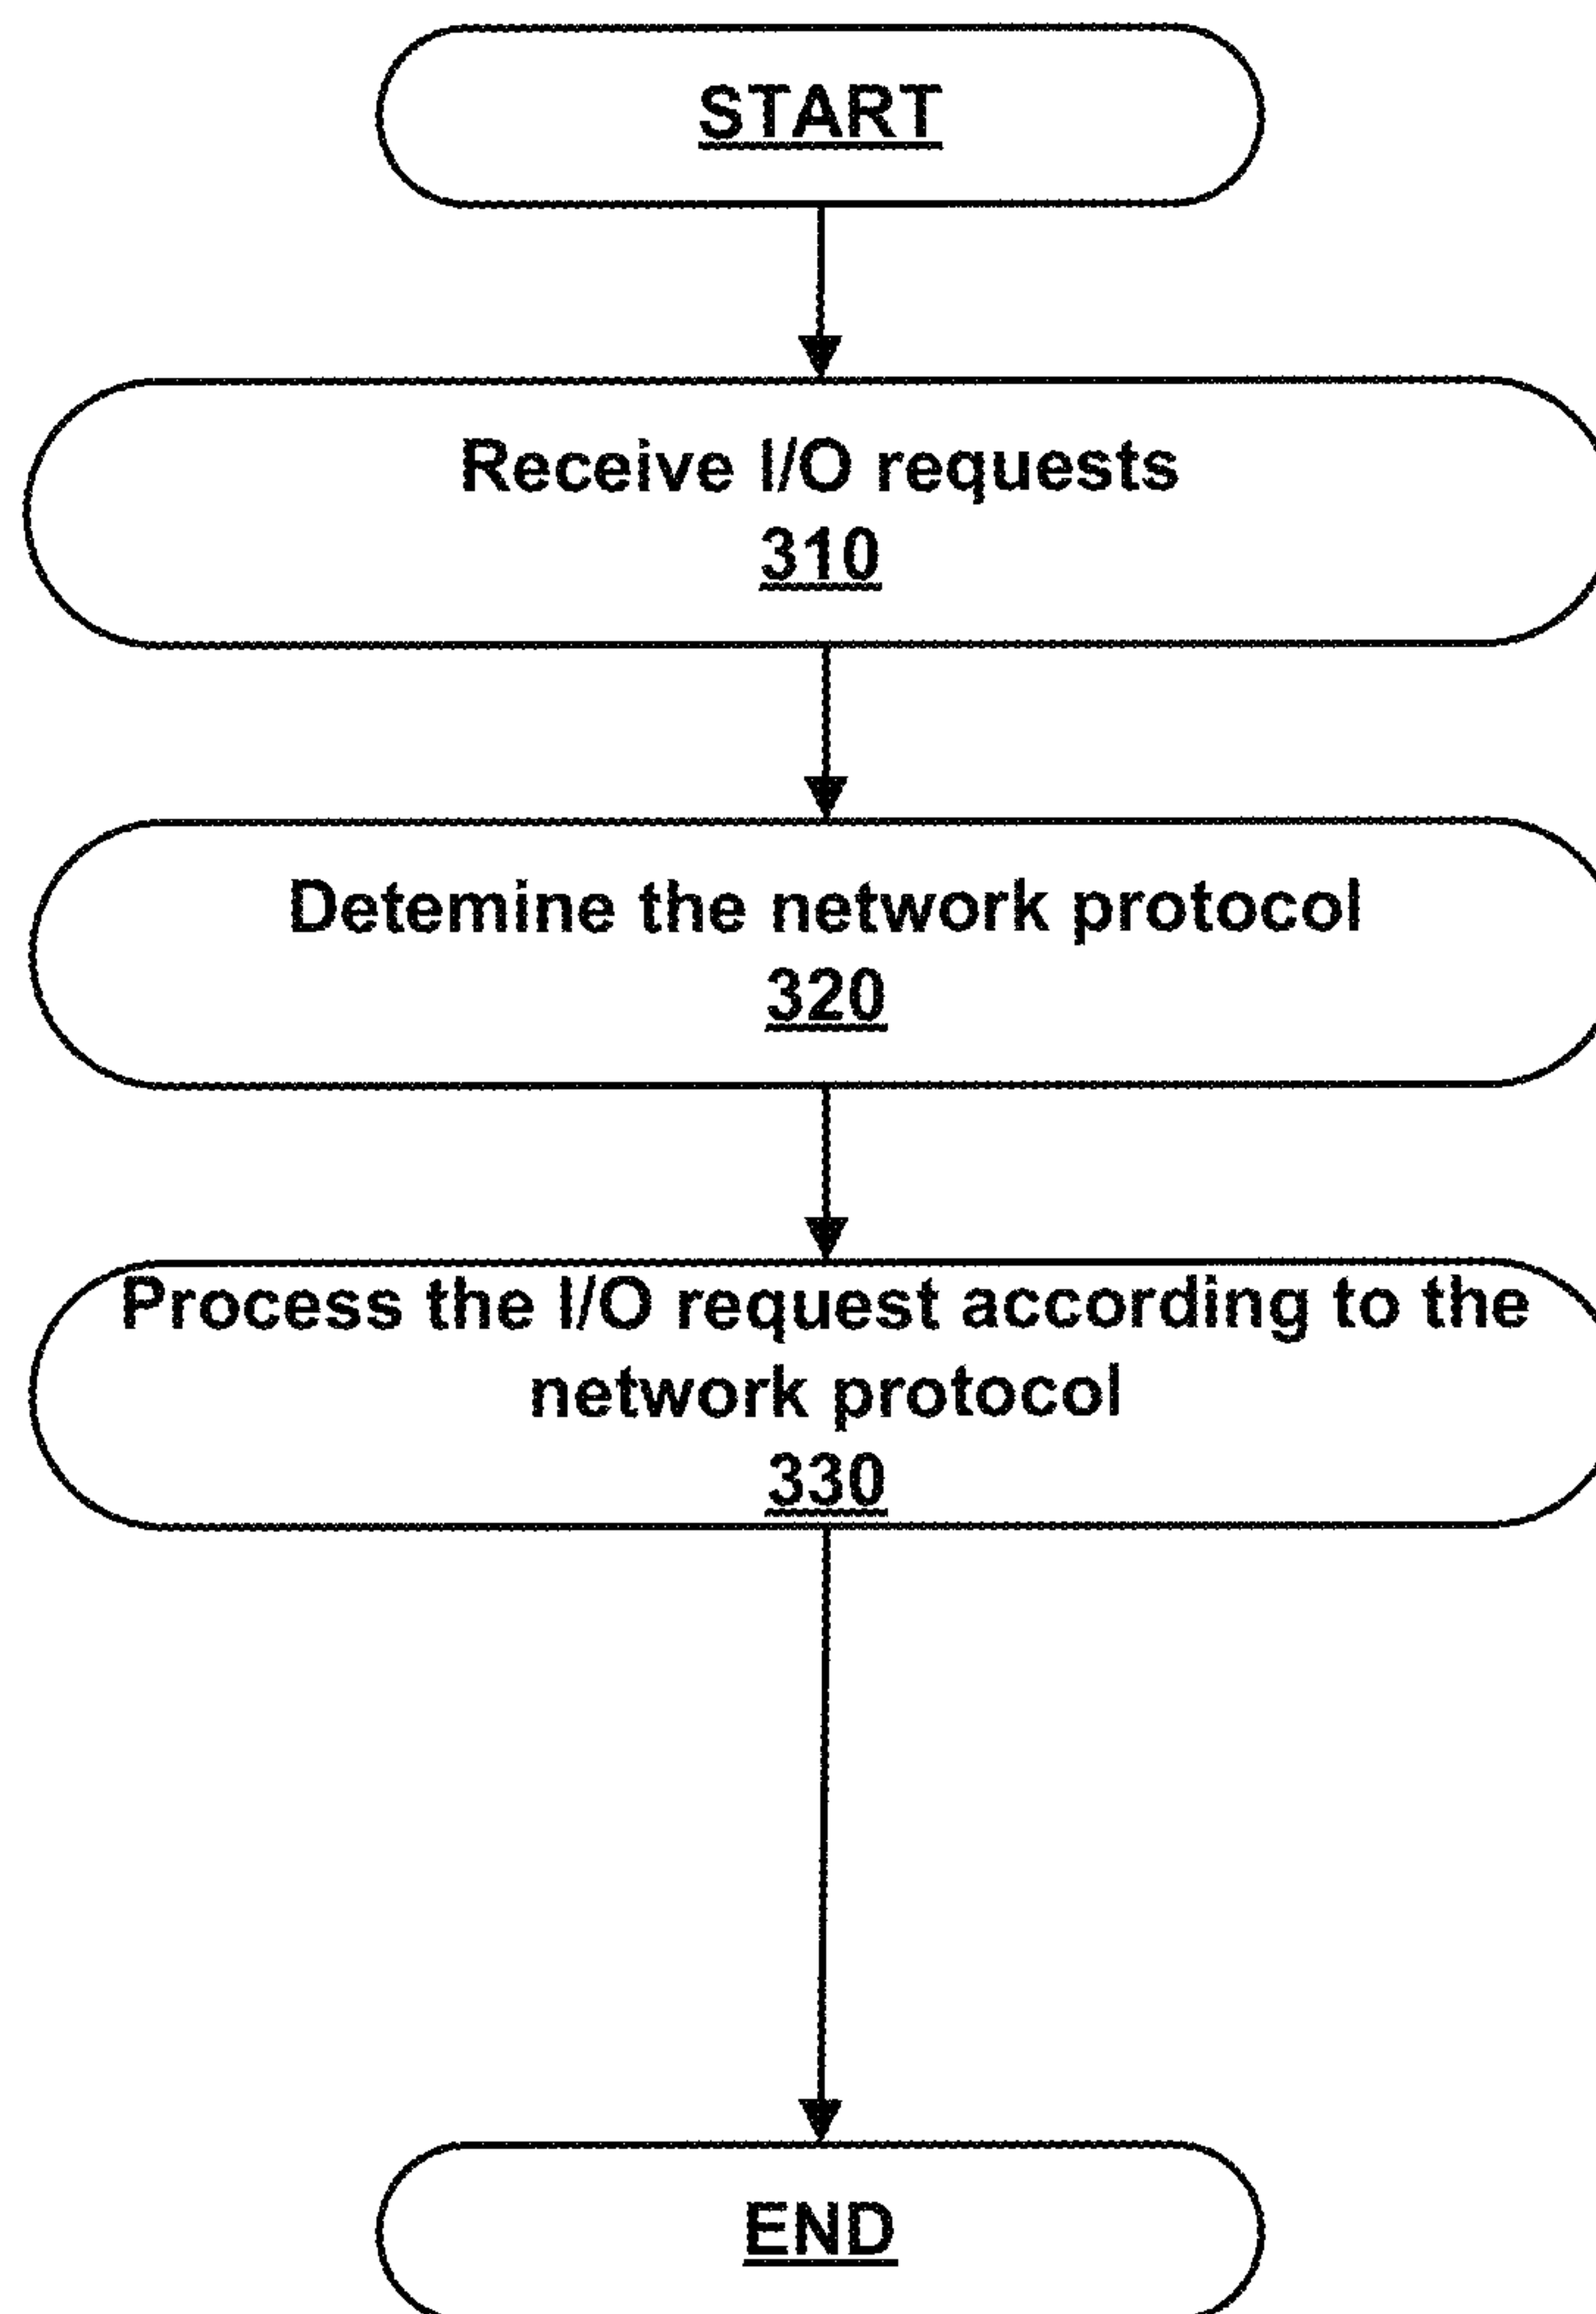 START
Receive I/O requests
310
Detemine the network protocol
320
Process the I/O request according to the
network protocol
330
END